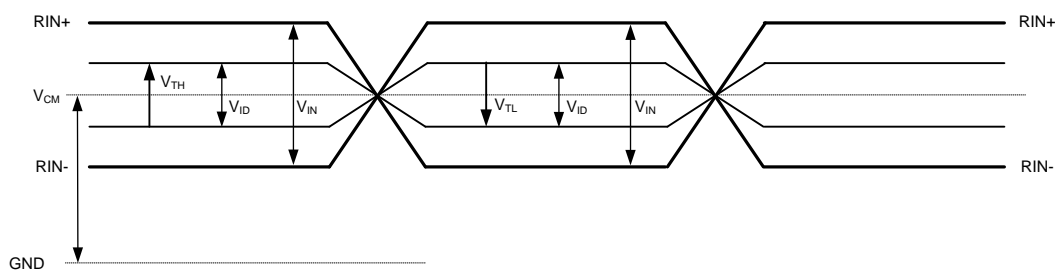 RIN+ RIN+
VTH
VCM VID VIN VTL VID VIN
RIN- RIN-
GND